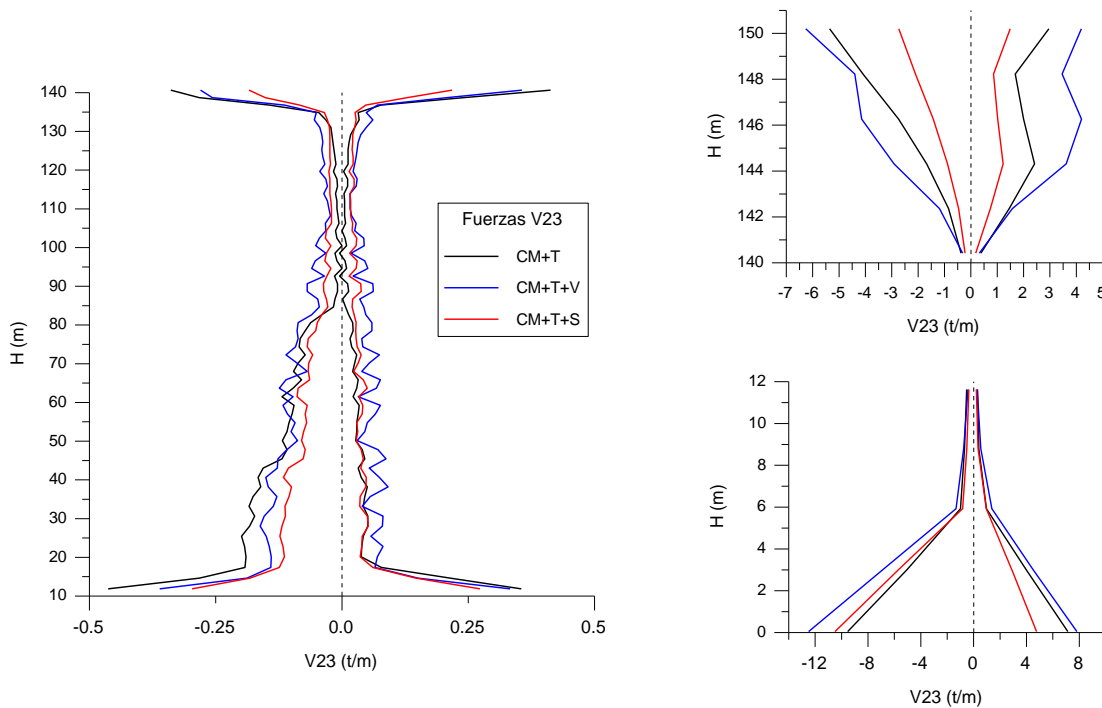 140
130
120
110
100
90
80
70
60
50
40
30
20
10
H (m)
-0.5
-0.25
0.0
0.25
0.5
V23 (t/m)
Fuerzas V23
CM+T
CM+T+V
CM+T+S
150
148
146
144
142
140
H (m)
-7 -6 -5 -4 -3 -2 -1 0 1 2 3 4 5
V23 (t/m)
12
10
8
6
4
2
0
H (m)
-12 -8 -4 0 4 8
V23 (t/m)